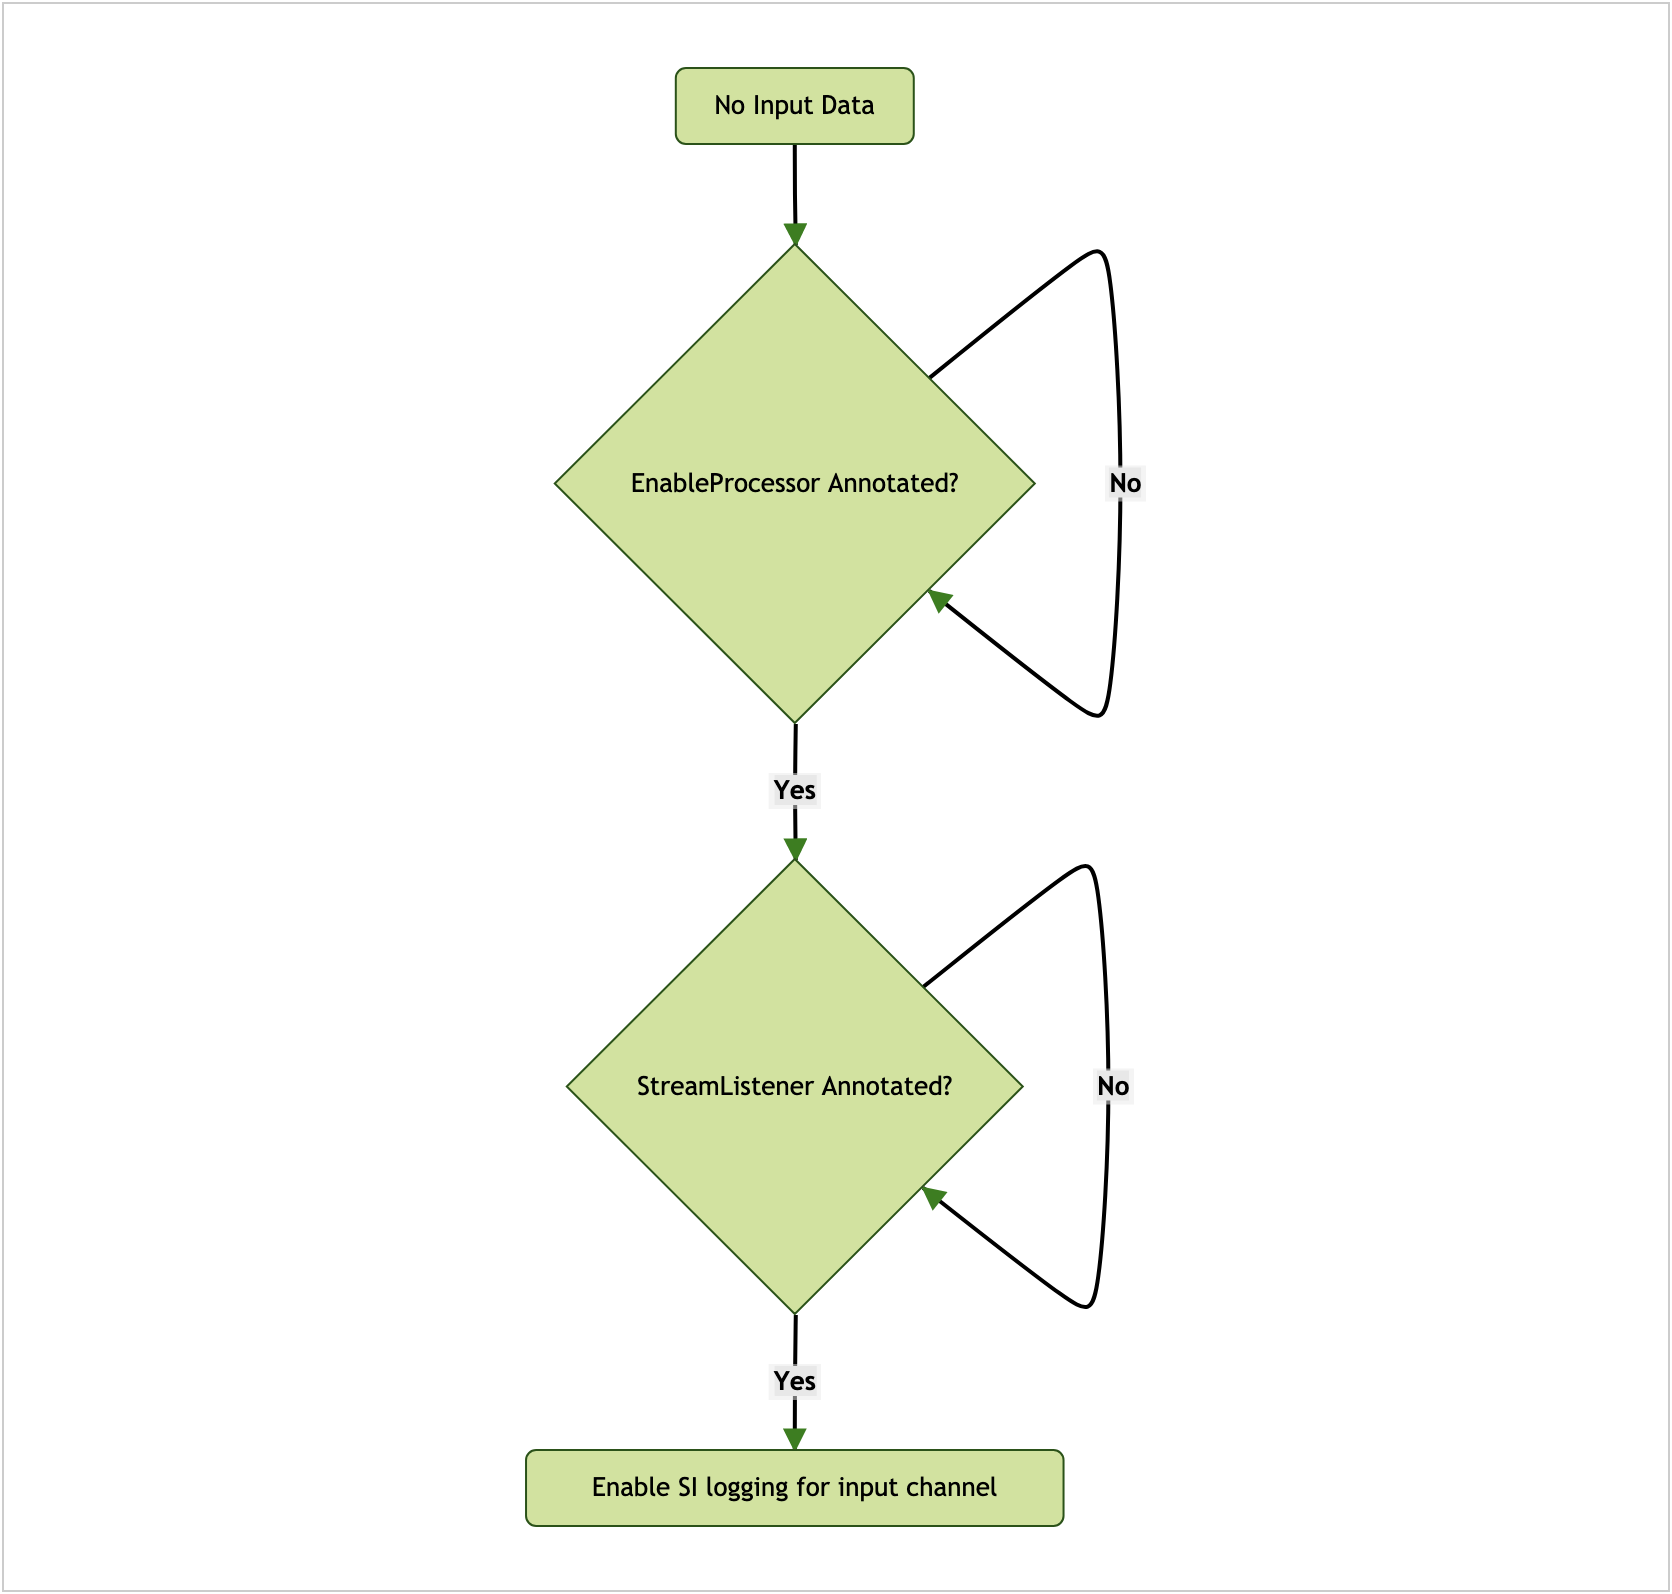 No Input Data
EnableProcessor Annotated?
No
Yes
StreamListener Annotated?
No
Yes
Enable SI logging for input channel